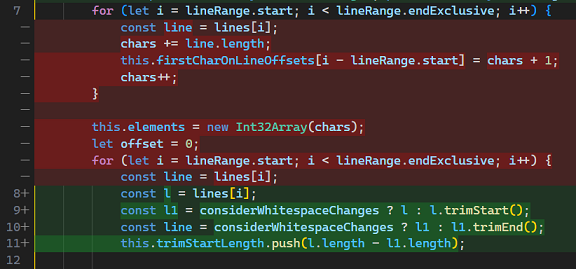 7 for (let i = lineRange.start; i < lineRange.endExclusive; i++) {
— const line = lines[i];
— chars += line.length;
— this.firstCharOnLineOffsets[i - lineRange.start] = chars + 1;
— chars++;
— }
—
— this.elements = new Int32Array(chars);
— let offset = 0;
— for (let i = lineRange.start; i < lineRange.endExclusive; i++) {
— const line = lines[i];
8+ const l = lines[i];
9+ const l1 = considerWhitespaceChanges ? l : l.trimStart();
10+ const line = considerWhitespaceChanges ? l1 : l1.trimEnd();
11+ this.trimStartLength.push(l.length - l1.length);
12